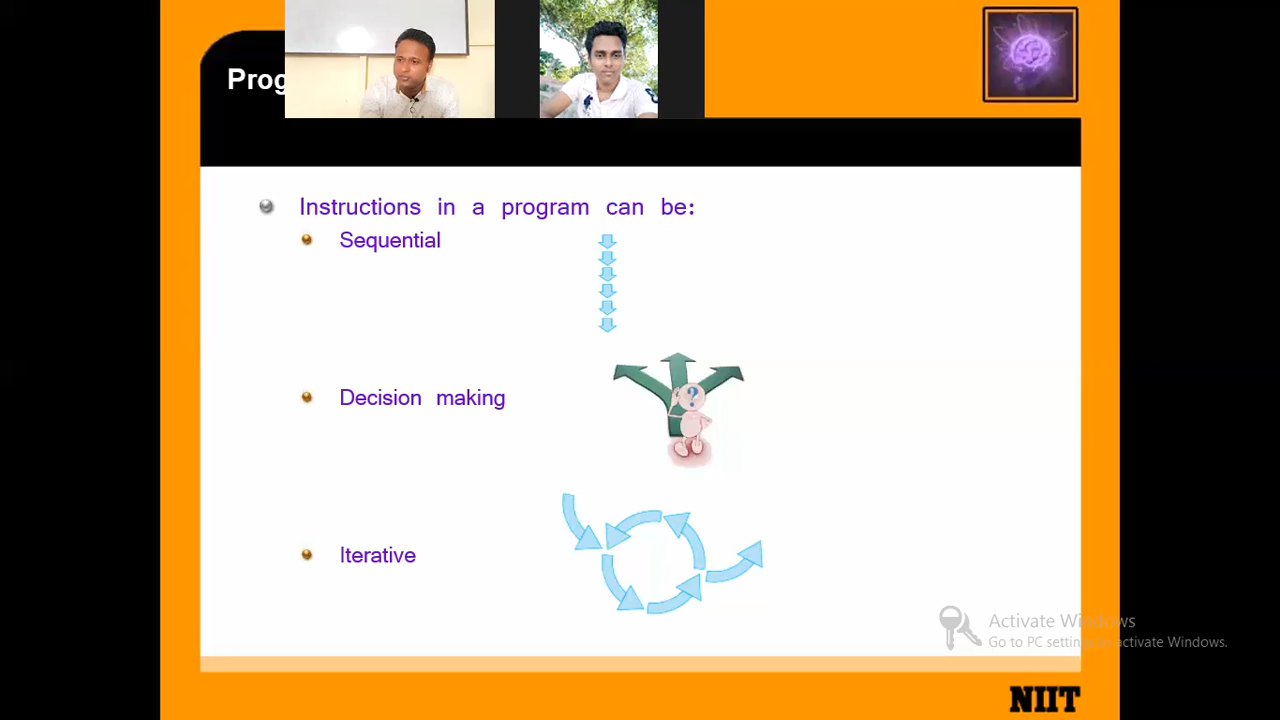 Prog
Instructions in a program can be:
Sequential
Decision making
?
Iterative
Activate Windows
Go to PC settings to activate Windows.
NIIT